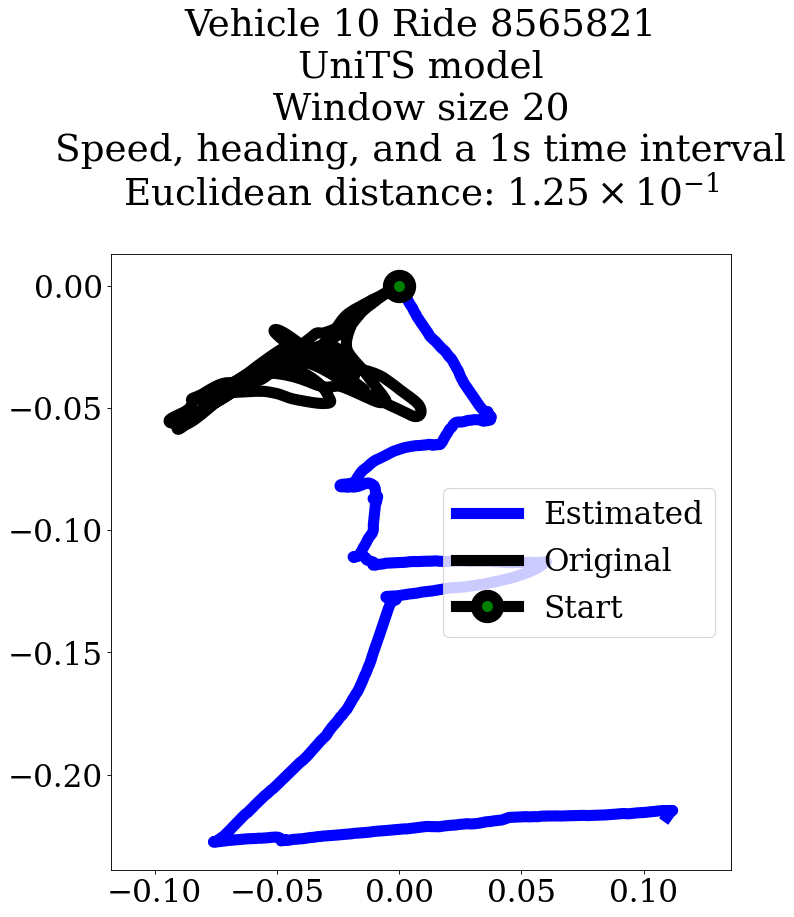 Vehicle 10 Ride 8565821
UniTS model
Window size 20
Speed, heading, and a 1s time interval
Euclidean distance: 1.25 × 10⁻¹
0.00
−0.05
−0.10
−0.15
−0.20
Estimated
Original
Start
−0.10 −0.05 0.00 0.05 0.10